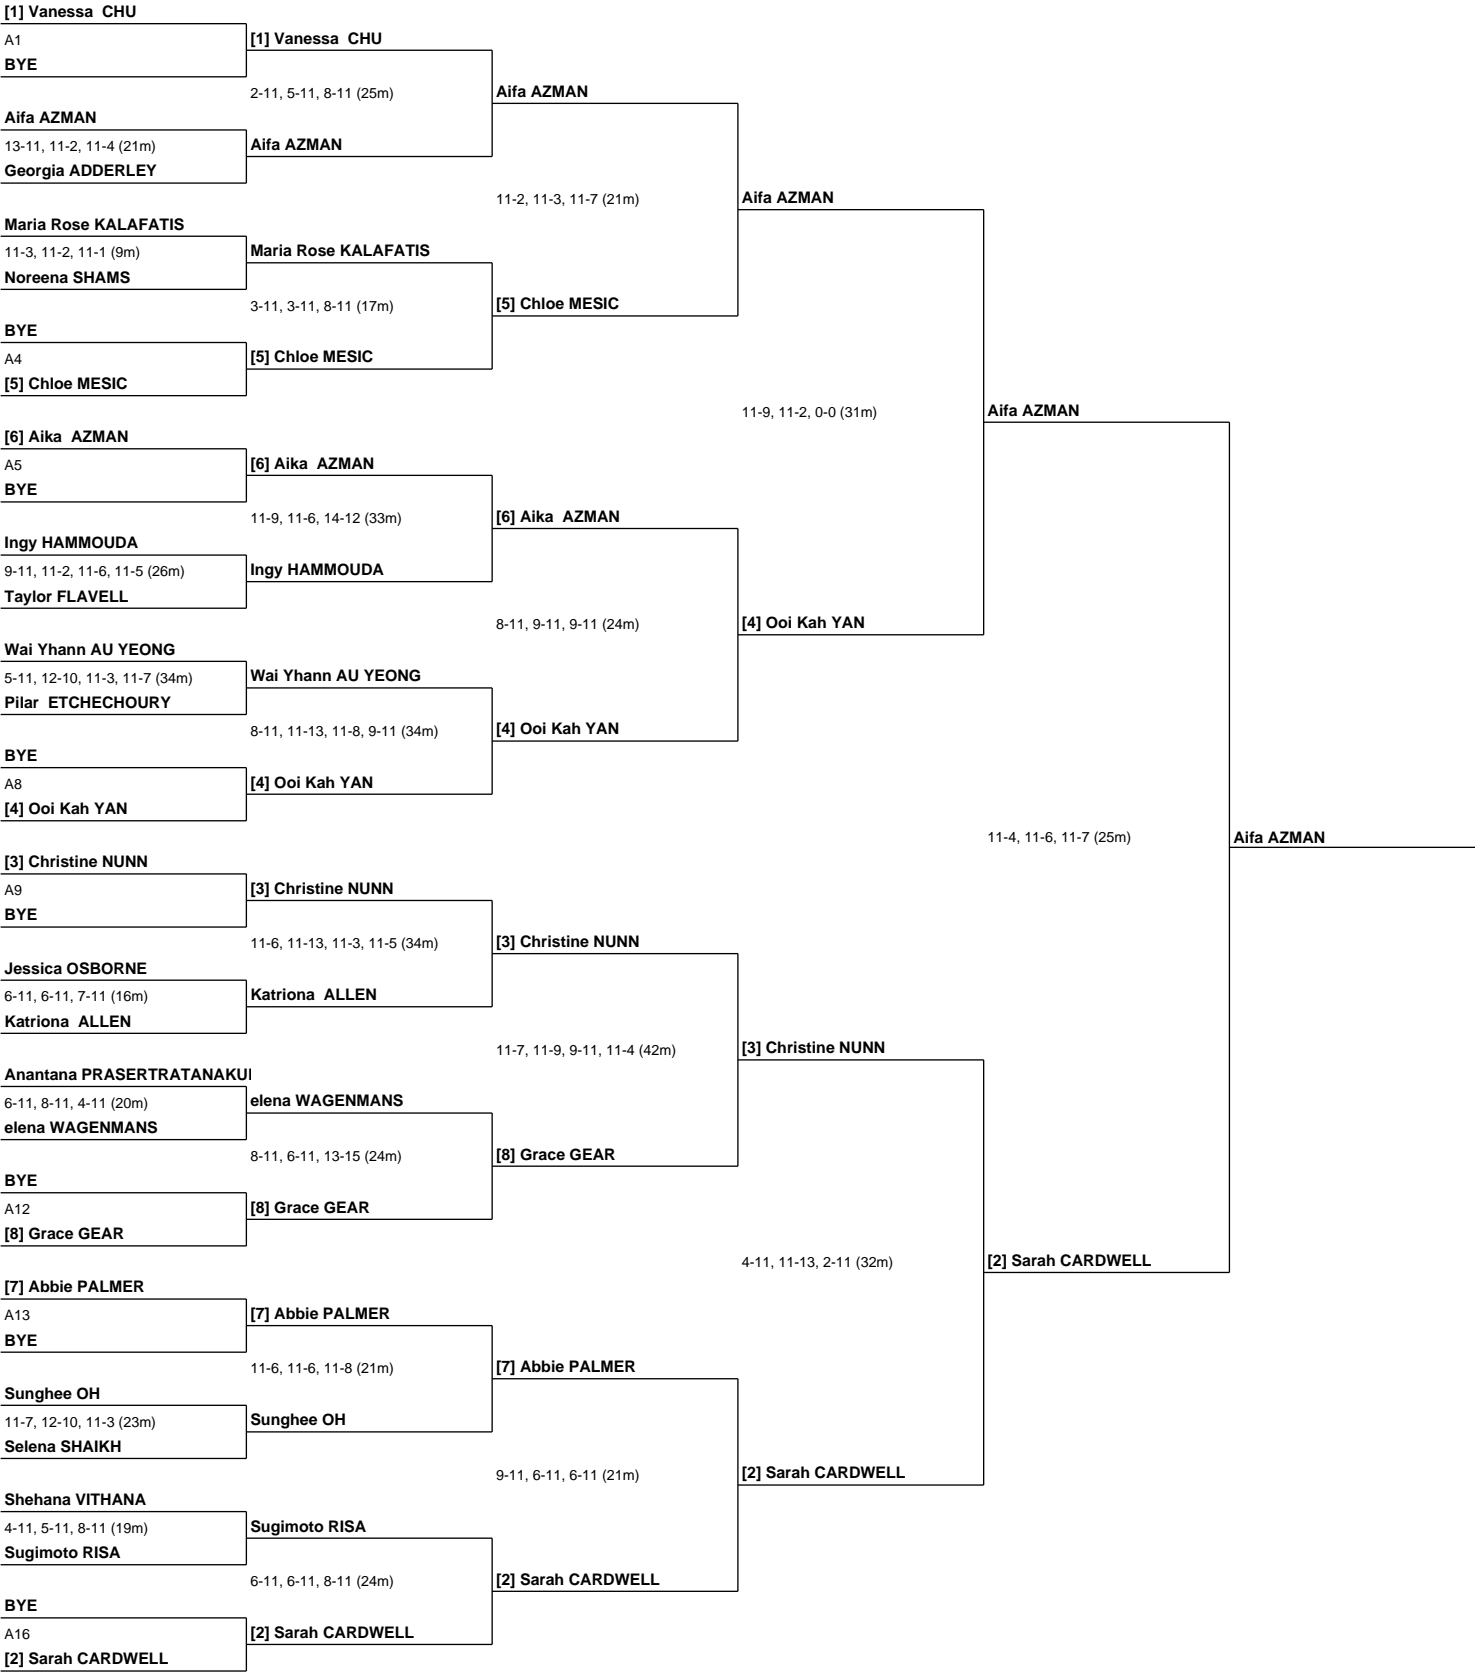 [1] Vanessa  CHU
A1
BYE
[1] Vanessa  CHU
2-11, 5-11, 8-11 (25m)
Aifa AZMAN
Aifa AZMAN
13-11, 11-2, 11-4 (21m)
Georgia ADDERLEY
Aifa AZMAN
11-2, 11-3, 11-7 (21m)
Aifa AZMAN
Maria Rose KALAFATIS
11-3, 11-2, 11-1 (9m)
Noreena SHAMS
Maria Rose KALAFATIS
3-11, 3-11, 8-11 (17m)
[5] Chloe MESIC
BYE
A4
[5] Chloe MESIC
[5] Chloe MESIC
11-9, 11-2, 0-0 (31m)
Aifa AZMAN
[6] Aika  AZMAN
A5
BYE
[6] Aika  AZMAN
11-9, 11-6, 14-12 (33m)
[6] Aika  AZMAN
Ingy HAMMOUDA
9-11, 11-2, 11-6, 11-5 (26m)
Taylor FLAVELL
Ingy HAMMOUDA
8-11, 9-11, 9-11 (24m)
[4] Ooi Kah YAN
Wai Yhann AU YEONG
5-11, 12-10, 11-3, 11-7 (34m)
Pilar  ETCHECHOURY
Wai Yhann AU YEONG
8-11, 11-13, 11-8, 9-11 (34m)
[4] Ooi Kah YAN
BYE
A8
[4] Ooi Kah YAN
[4] Ooi Kah YAN
11-4, 11-6, 11-7 (25m)
Aifa AZMAN
[3] Christine NUNN
A9
BYE
[3] Christine NUNN
11-6, 11-13, 11-3, 11-5 (34m)
[3] Christine NUNN
Jessica OSBORNE
6-11, 6-11, 7-11 (16m)
Katriona  ALLEN
Katriona  ALLEN
11-7, 11-9, 9-11, 11-4 (42m)
[3] Christine NUNN
Anantana PRASERTRATANAKU
6-11, 8-11, 4-11 (20m)
elena WAGENMANS
elena WAGENMANS
8-11, 6-11, 13-15 (24m)
[8] Grace GEAR
BYE
A12
[8] Grace GEAR
[8] Grace GEAR
4-11, 11-13, 2-11 (32m)
[2] Sarah CARDWELL
[7] Abbie PALMER
A13
BYE
[7] Abbie PALMER
11-6, 11-6, 11-8 (21m)
[7] Abbie PALMER
Sunghee OH
11-7, 12-10, 11-3 (23m)
Selena SHAIKH
Sunghee OH
9-11, 6-11, 6-11 (21m)
[2] Sarah CARDWELL
Shehana VITHANA
4-11, 5-11, 8-11 (19m)
Sugimoto RISA
Sugimoto RISA
6-11, 6-11, 8-11 (24m)
[2] Sarah CARDWELL
BYE
A16
[2] Sarah CARDWELL
[2] Sarah CARDWELL